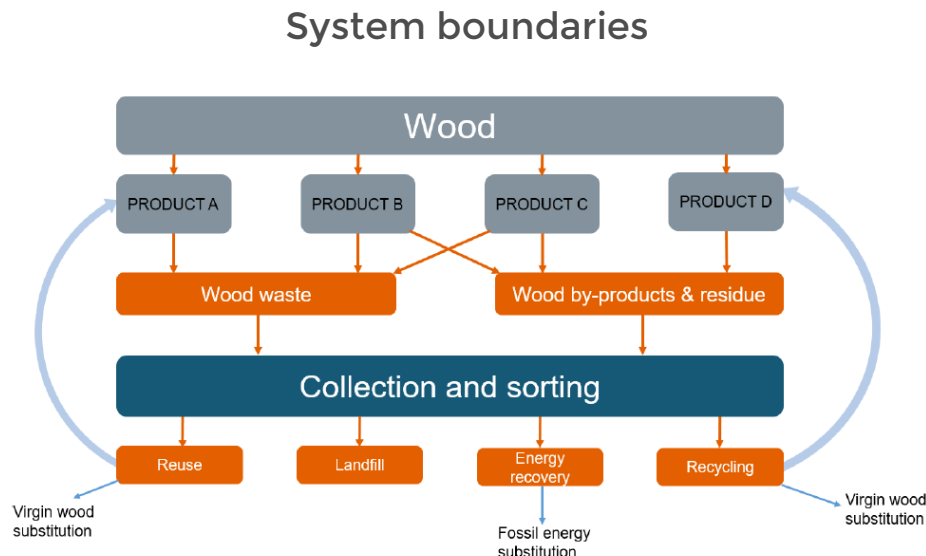 System boundaries
Wood
PRODUCT A
PRODUCT B
PRODUCT C
PRODUCT D
Wood waste
Wood by-products & residue
Collection and sorting
Reuse
Landfill
Energy
recovery
Recycling
Virgin wood
substitution
Fossil energy
substitution
Virgin wood
substitution